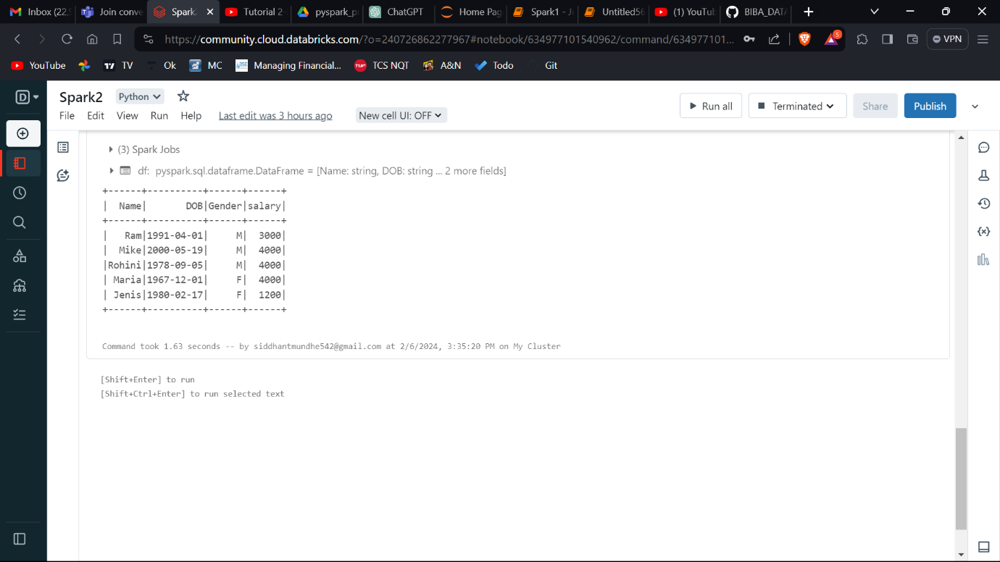 Inbox (22,5
Join conve
Spark2
Tutorial 2-
pyspark_pr
ChatGPT
Home Pag
Spark1 - Ju
Untitled56
(1) YouTub
BIBA_DATA
https://community.cloud.databricks.com/?o=240726862277967#notebook/634977101540962/command/634977101...
5
VPN
YouTube
TV
Ok
MC
Managing Financial...
TCS NQT
A&N
Todo
Git
D
Spark2
Python
File Edit View Run Help
Last edit was 3 hours ago
New cell UI: OFF
Run all
Terminated
Share
Publish
(3) Spark Jobs
df: pyspark.sql.dataframe.DataFrame = [Name: string, DOB: string ... 2 more fields]
+------+----------+------+------+
|  Name|       DOB|Gender|salary|
+------+----------+------+------+
|   Ram|1991-04-01|     M|  3000|
|  Mike|2000-05-19|     M|  4000|
|Rohini|1978-09-05|     M|  4000|
| Maria|1967-12-01|     F|  4000|
| Jenis|1980-02-17|     F|  1200|
+------+----------+------+------+
Command took 1.63 seconds -- by siddhantmundhe542@gmail.com at 2/6/2024, 3:35:20 PM on My Cluster
[Shift+Enter] to run
[Shift+Ctrl+Enter] to run selected text